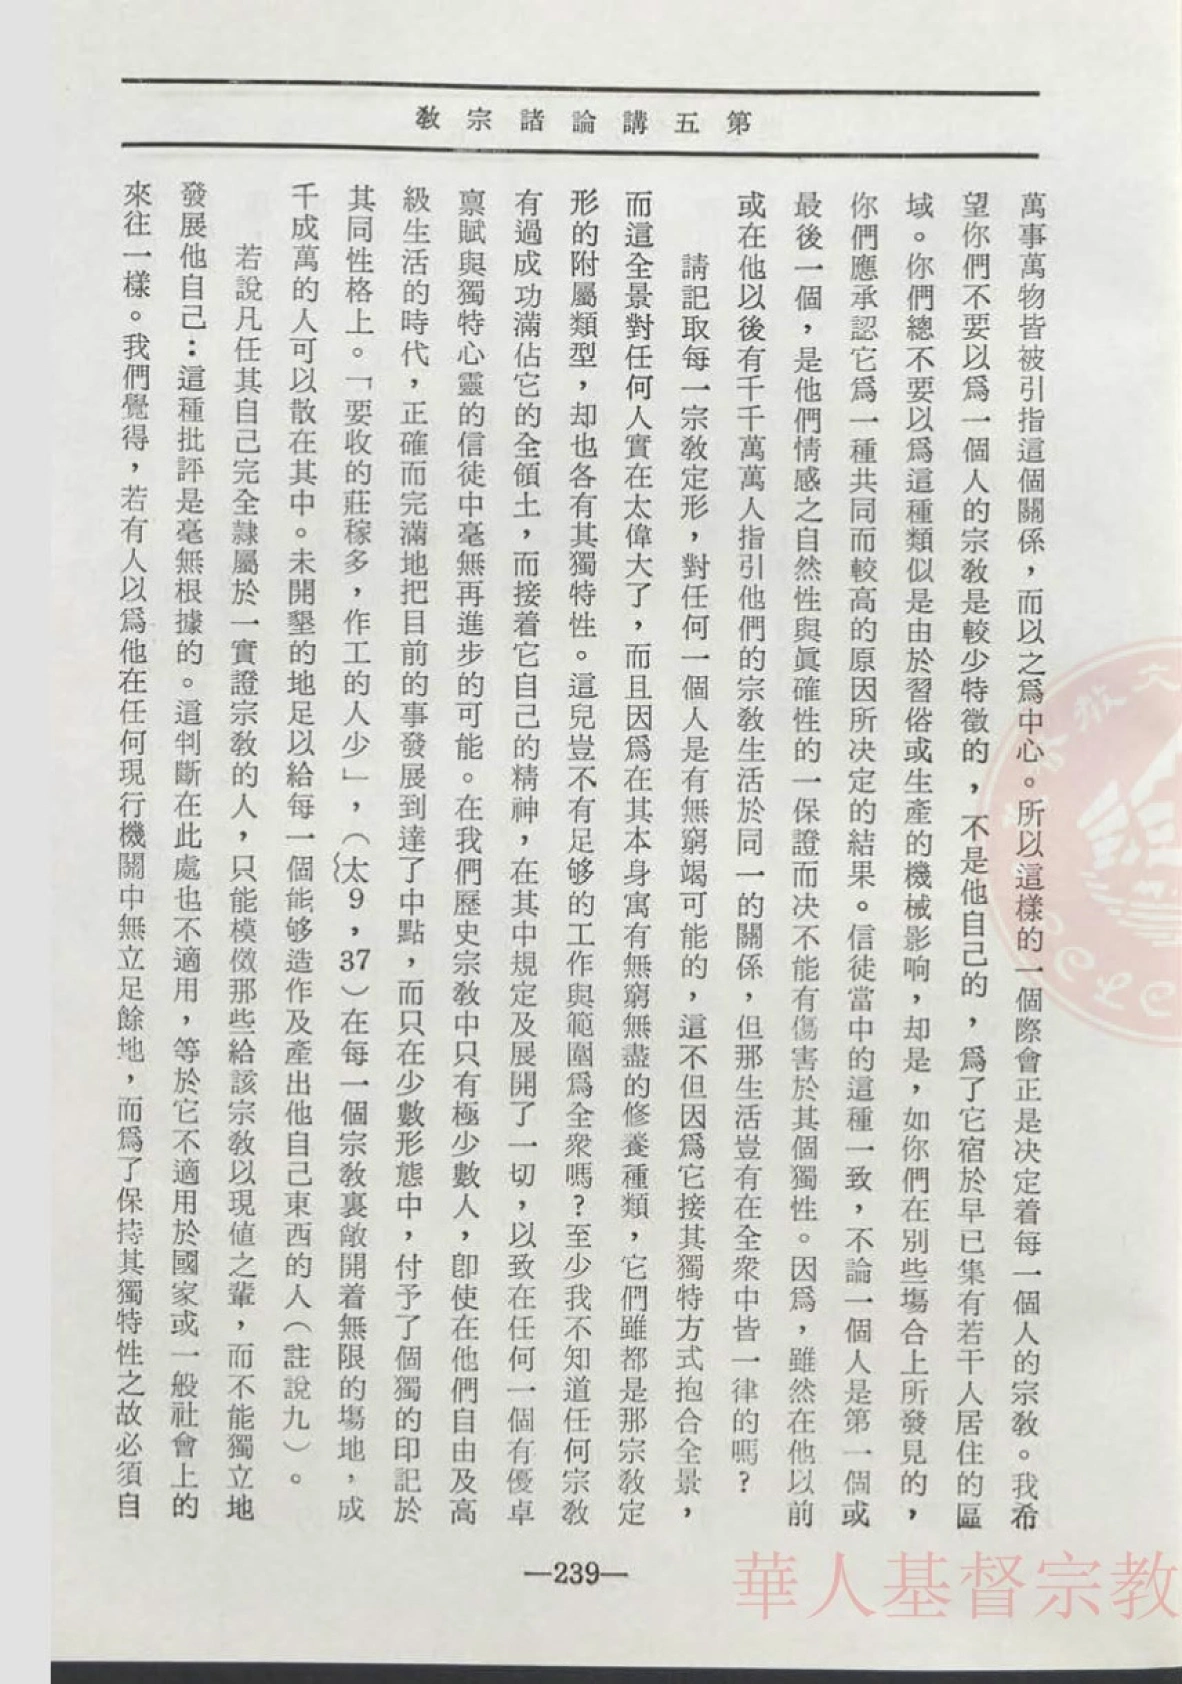 第五講論諸宗教
萬事萬物皆被引指這個關係，而以之爲中心。所以這樣的一個際會正是决定着每一個人的宗教。我希
望你們不要以爲一個人的宗教是較少特徵的，不是他自己的，爲了它宿於早已集有若干人居住的區
域。你們總不要以爲這種類似是由於習俗或生產的機械影响，却是，如你們在別些塲合上所發見的，
你們應承認它爲一種共同而較高的原因所决定的結果。信徒當中的這種一致，不論一個人是第一個或
最後一個，是他們情感之自然性與眞確性的一保證而决不能有傷害於其個獨性。因爲，雖然在他以前
或在他以後有千千萬萬人指引他們的宗教生活於同一的關係，但那生活豈有在全衆中皆一律的嗎？
請記取每一宗教定形，對任何一個人是有無窮竭可能的，這不但因爲它接其獨特方式抱合全景，
而這全景對任何人實在太偉大了，而且因爲在其本身寓有無窮無盡的修養種類，它們雖都是那宗教定
形的附屬類型，却也各有其獨特性。這兒豈不有足够的工作與範圍爲全衆嗎？至少我不知道任何宗教
有過成功滿佔它的全領土，而接着它自己的精神，在其中規定及展開了一切，以致在任何一個有優卓
禀賦與獨特心靈的信徒中毫無再進步的可能。在我們歷史宗教中只有極少數人，卽使在他們自由及高
級生活的時代，正確而完滿地把目前的事發展到達了中點，而只在少數形態中，付予了個獨的印記於
其同性格上。「要收的莊稼多，作工的人少」，（太9，37）在每一個宗教裏敞開着無限的塲地，成
千成萬的人可以散在其中。未開墾的地足以給每一個能够造作及產出他自己東西的人（註說九）。
若說凡任其自己完全隸屬於一實證宗教的人，只能模倣那些給該宗教以現値之輩，而不能獨立地
發展他自己：這種批評是毫無根據的。這判斷在此處也不適用，等於它不適用於國家或一般社會上的
來往一樣。我們覺得，若有人以爲他在任何現行機關中無立足餘地，而爲了保持其獨特性之故必須自
—239—
華人基督宗教